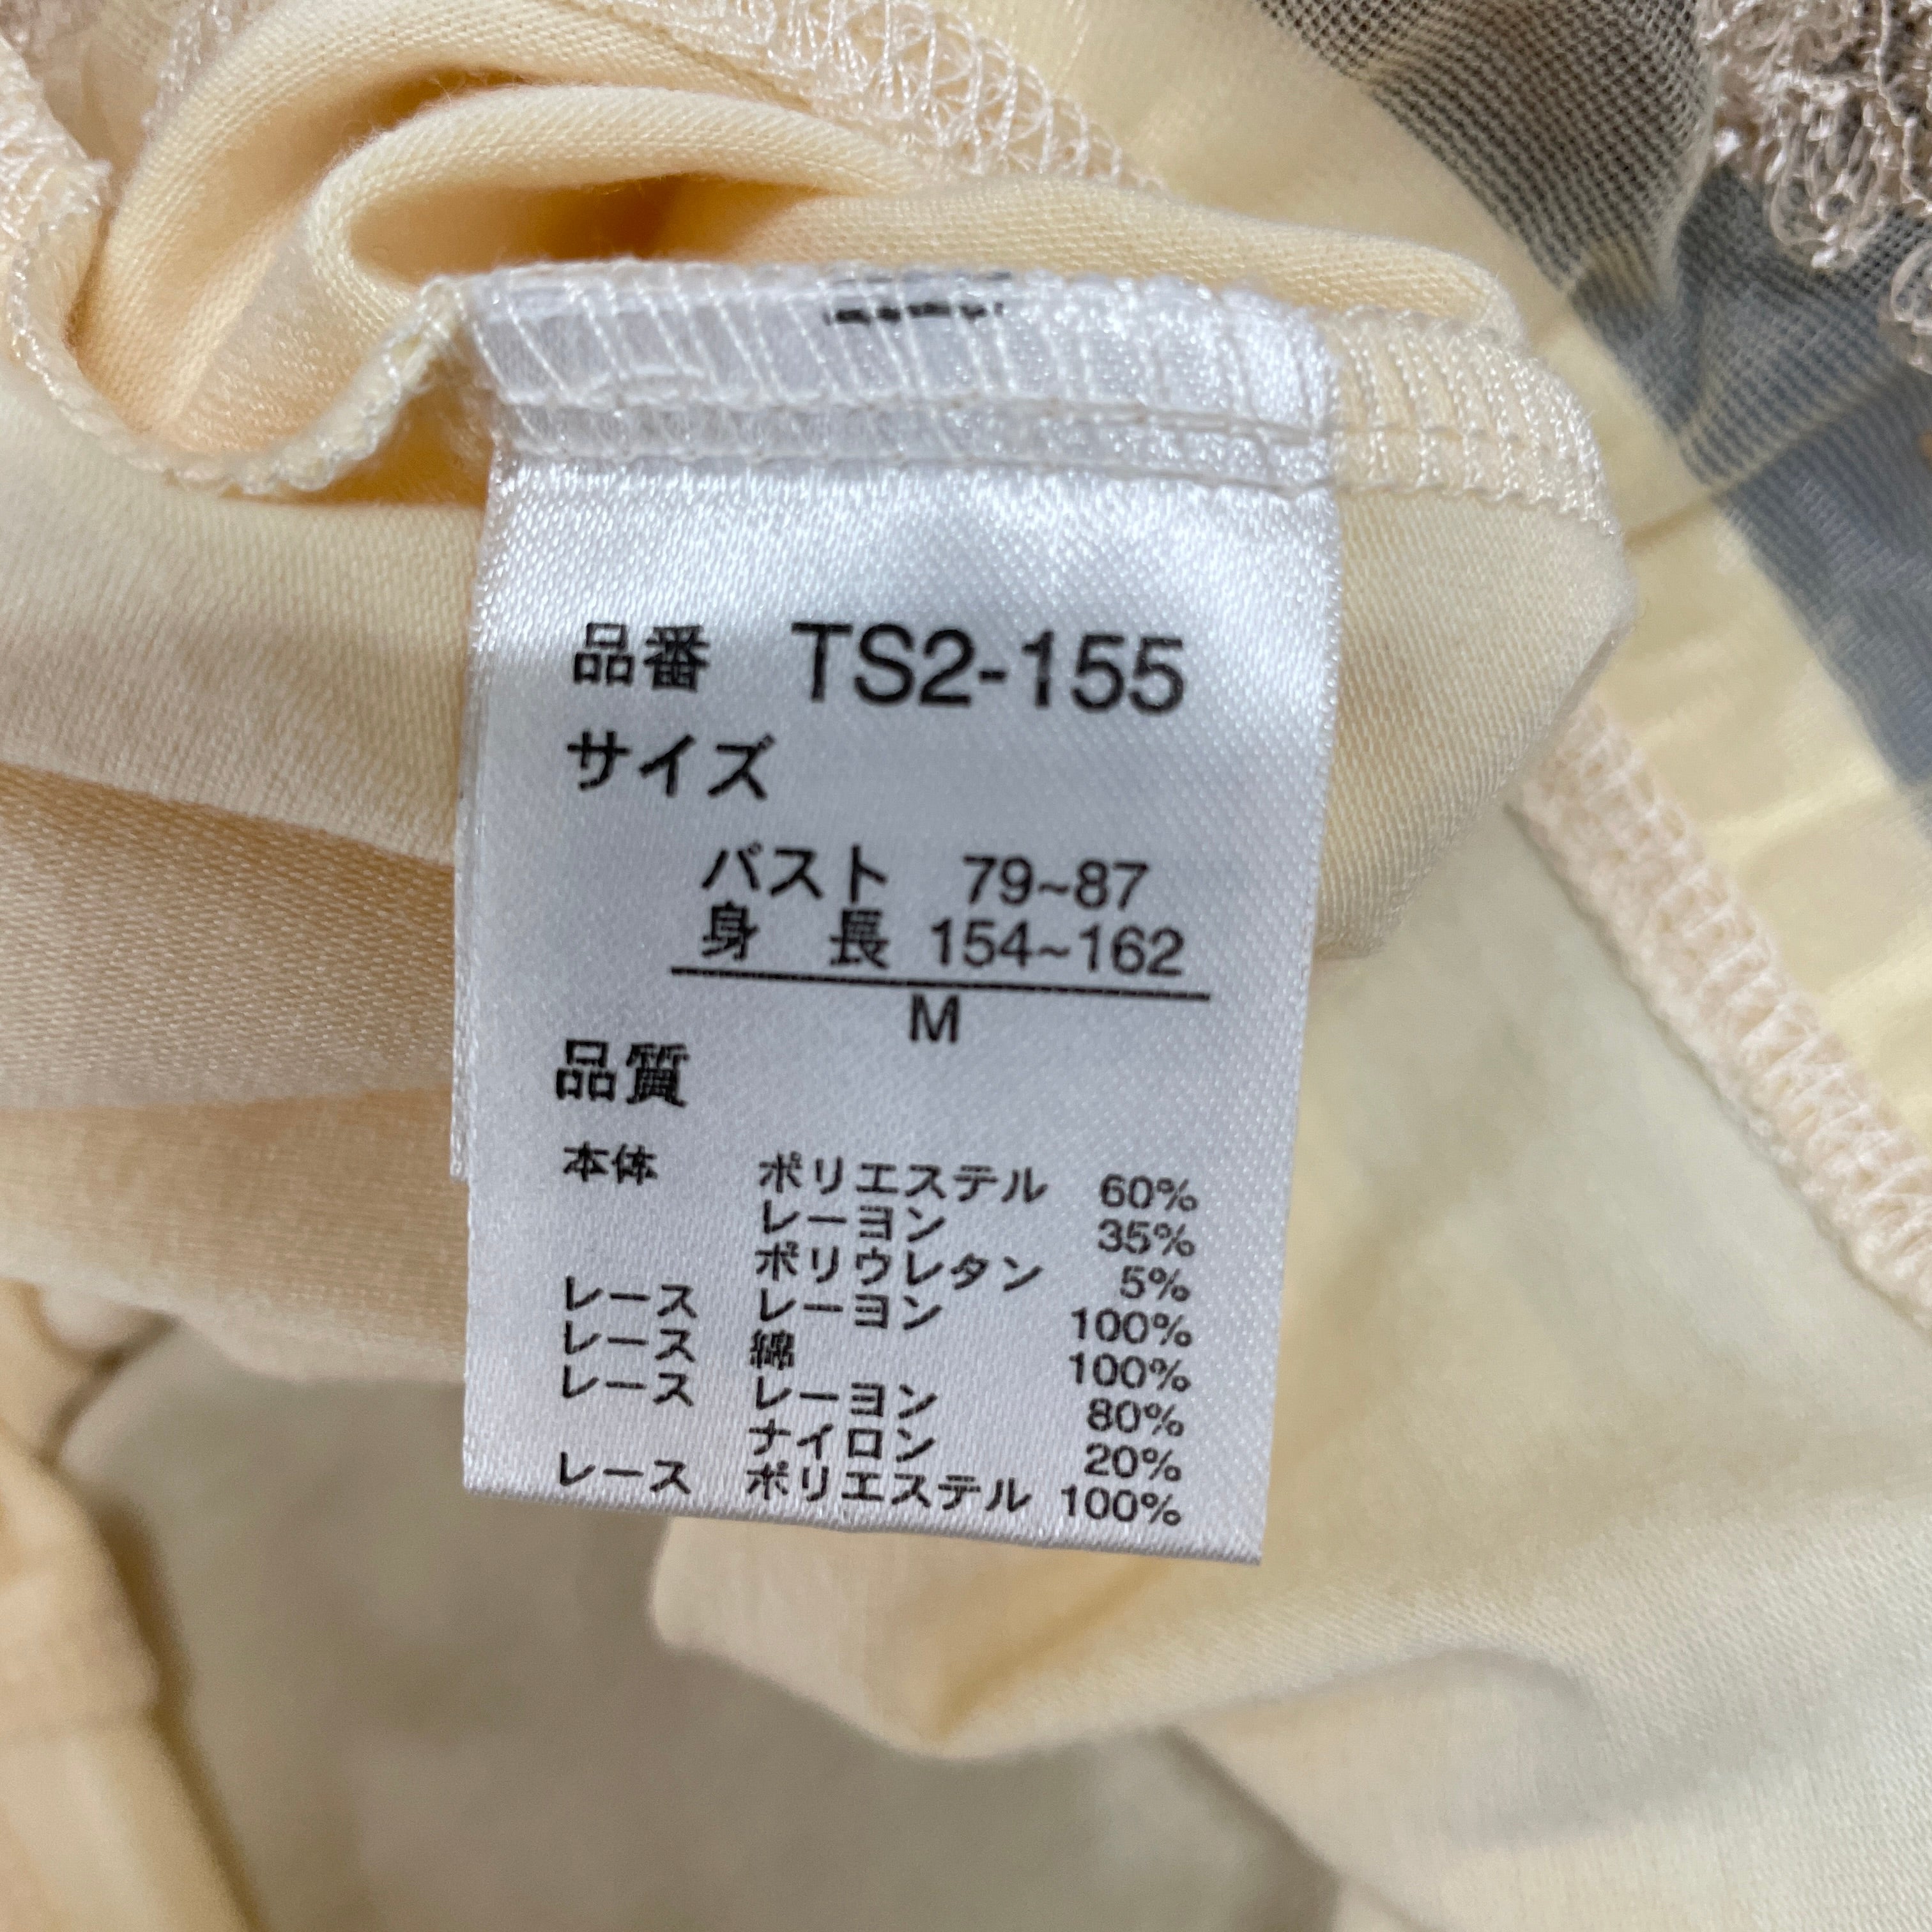 品番 TS2-155
サイズ
バスト 79~87
身 長 154~162
M
品質
本体 ポリエステル 60%
レーヨン 35%
ポリウレタン 5%
レース レーヨン 100%
レース 綿 100%
レース レーヨン 80%
ナイロン 20%
レース ポリエステル 100%